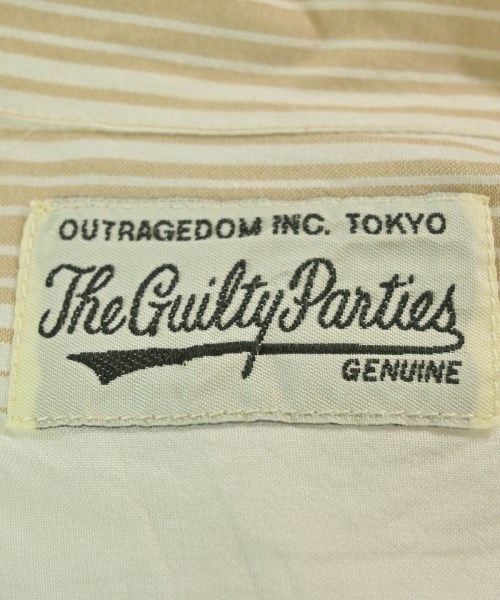 OUTRAGEDOM INC. TOKYO
The Guilty Parties
GENUINE